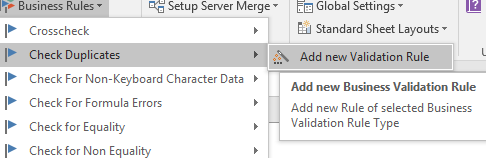 Business Rules
Setup Server Merge
Global Settings
Standard Sheet Layouts
Crosscheck
Check Duplicates
Add new Validation Rule
Check For Non-Keyboard Character Data
Check For Formula Errors
Check for Equality
Check for Non Equality
Add new Business Validation Rule
Add new Rule of selected Business
Validation Rule Type